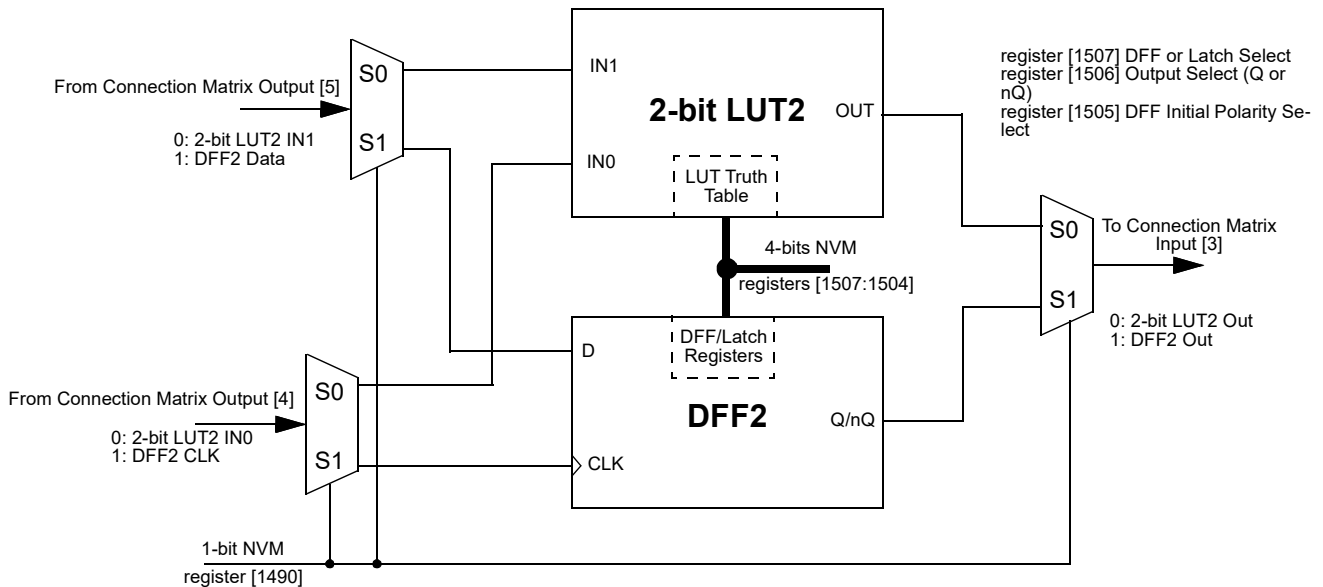 From Connection Matrix Output [5]
0: 2-bit LUT2 IN1
1: DFF2 Data
S0
S1
IN1
IN0
2-bit LUT2
OUT
LUT Truth
Table
register [1507] DFF or Latch Select
register [1506] Output Select (Q or
nQ)
register [1505] DFF Initial Polarity Se-
lect
4-bits NVM
registers [1507:1504]
S0
S1
To Connection Matrix
Input [3]
0: 2-bit LUT2 Out
1: DFF2 Out
From Connection Matrix Output [4]
0: 2-bit LUT2 IN0
1: DFF2 CLK
S0
S1
D
CLK
DFF/Latch
Registers
DFF2
Q/nQ
1-bit NVM
register [1490]